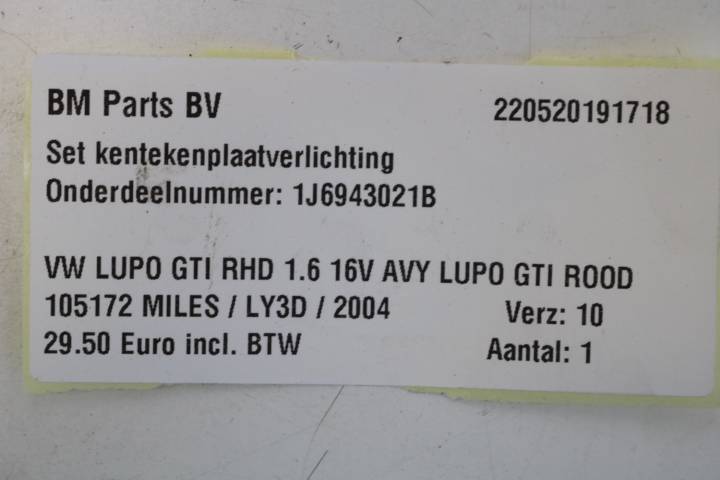 BM Parts BV 220520191718
Set kentekenplaatverlichting
Onderdeelnummer: 1J6943021B
VW LUPO GTI RHD 1.6 16V AVY LUPO GTI ROOD
105172 MILES / LY3D / 2004 Verz: 10
29.50 Euro incl. BTW Aantal: 1